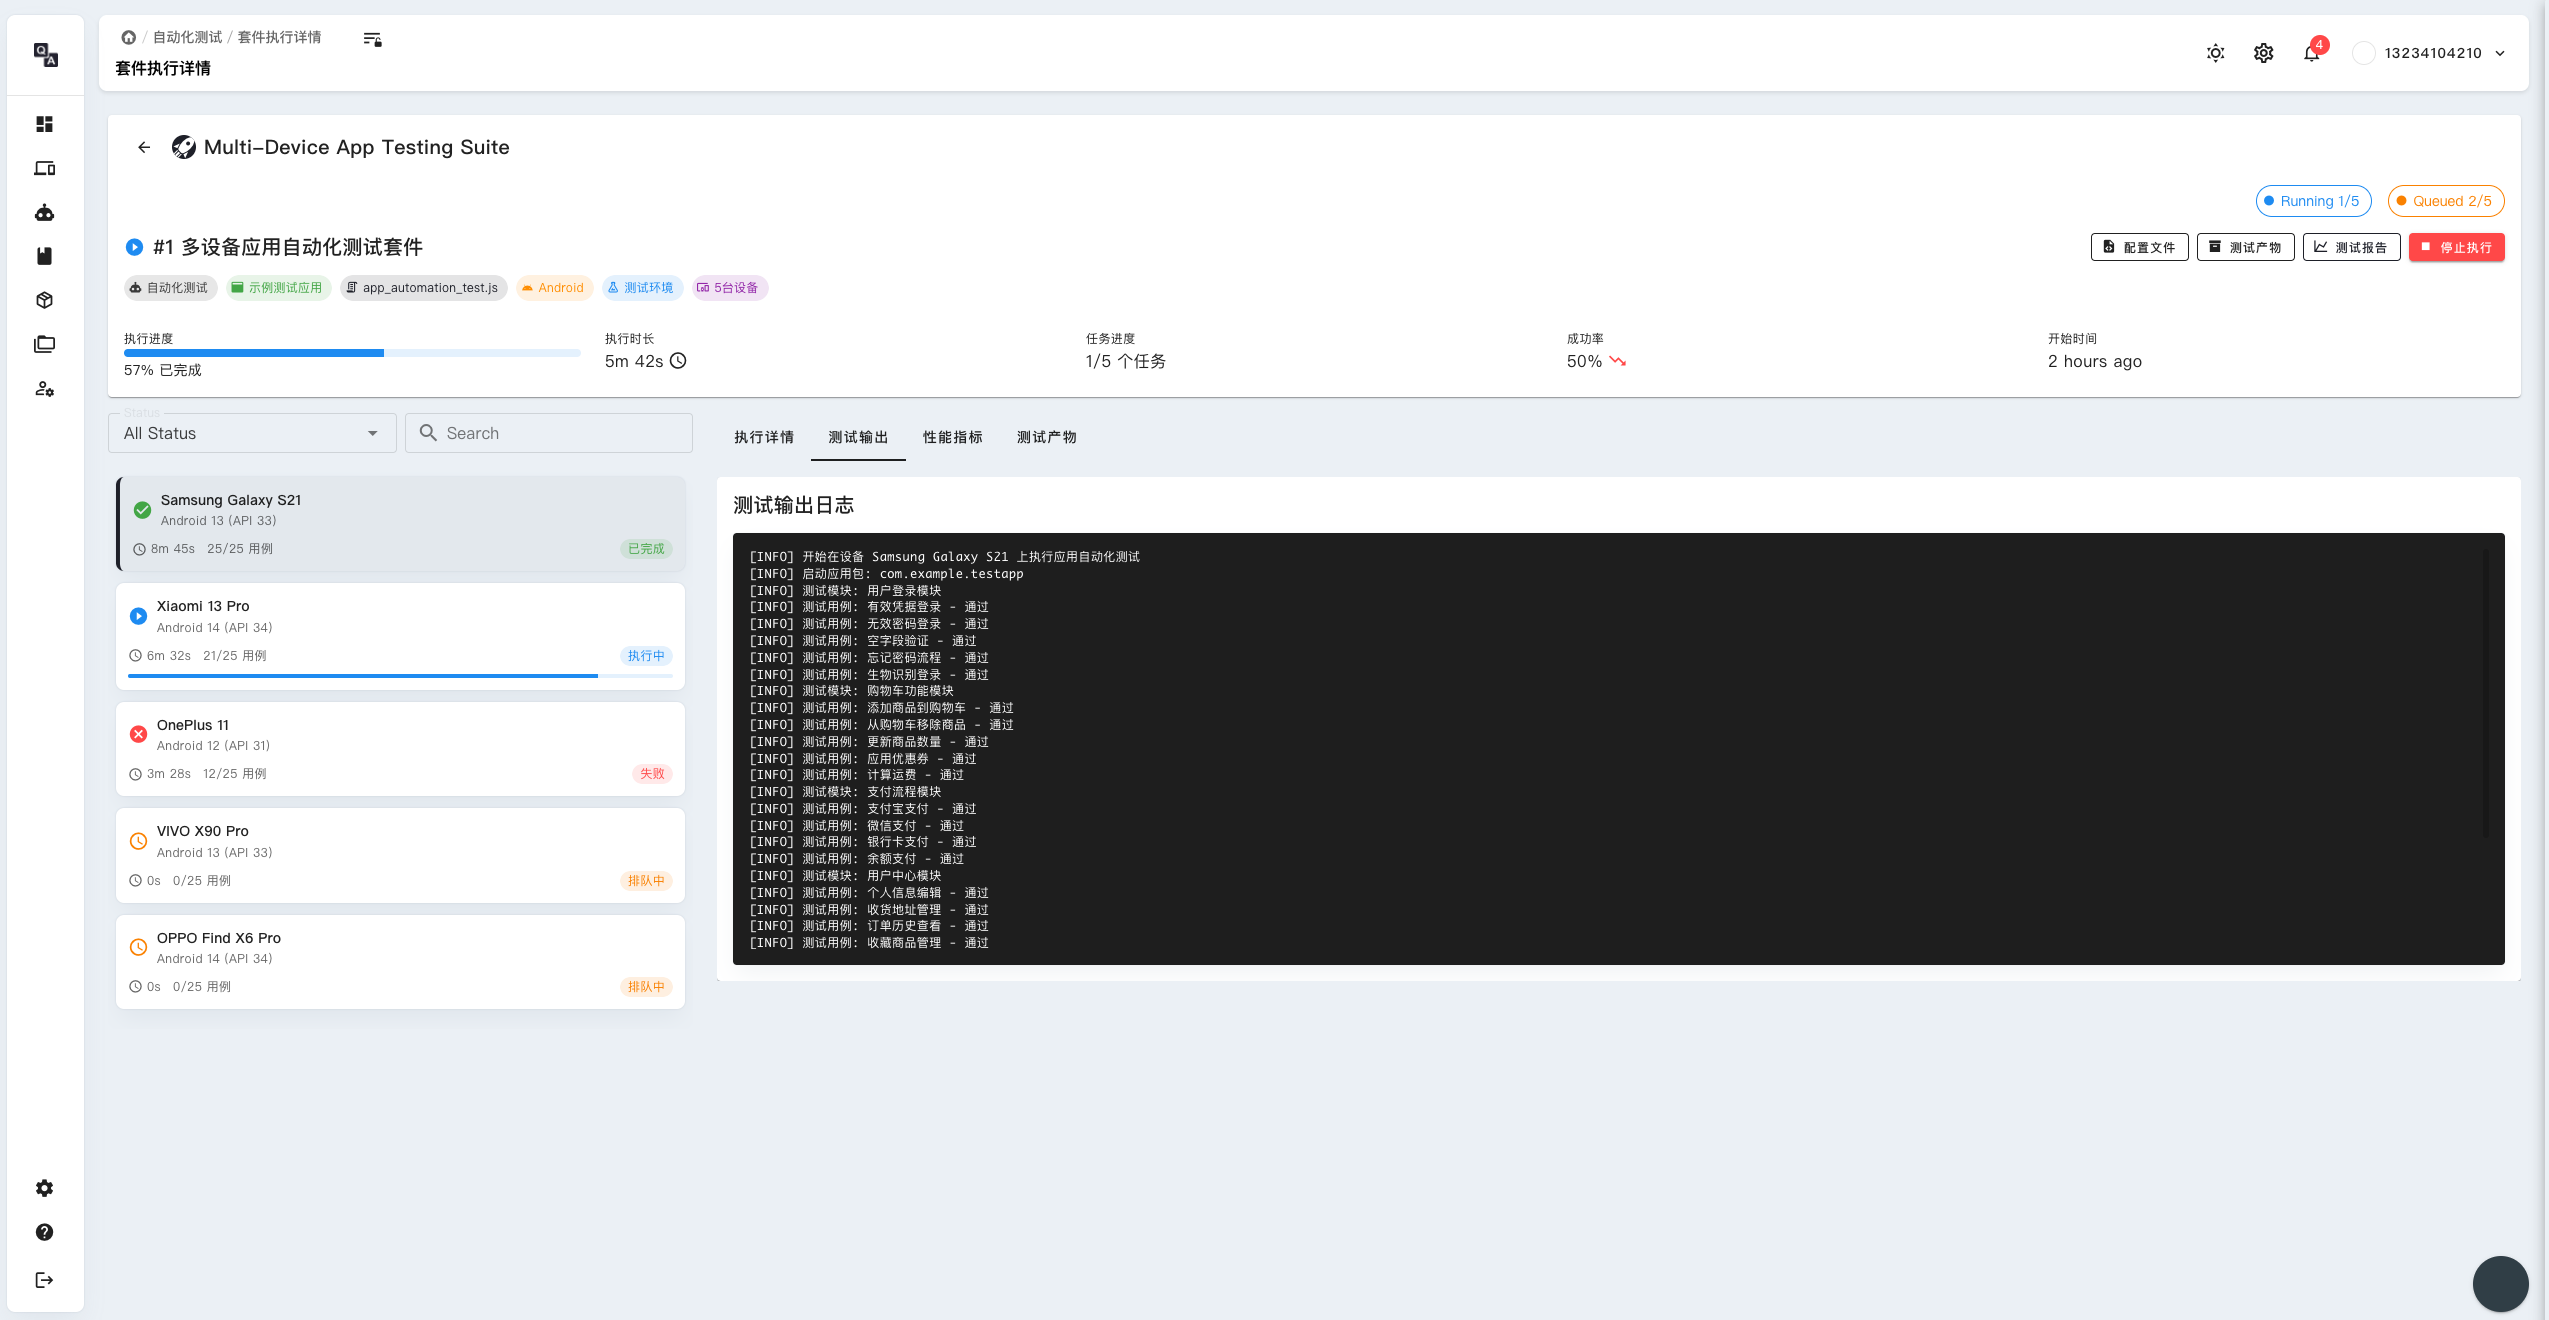 QA
/ 自动化测试 / 套件执行详情
套件执行详情
4
13234104210
Multi-Device App Testing Suite
Running 1/5
Queued 2/5
#1 多设备应用自动化测试套件
配置文件
测试产物
测试报告
停止执行
自动化测试
示例测试应用
app_automation_test.js
Android
测试环境
5台设备
执行进度
57% 已完成
执行时长
5m 42s
任务进度
1/5 个任务
成功率
50%
开始时间
2 hours ago
Status
All Status
Search
Samsung Galaxy S21
Android 13 (API 33)
8m 45s 25/25 用例
已完成
Xiaomi 13 Pro
Android 14 (API 34)
6m 32s 21/25 用例
执行中
OnePlus 11
Android 12 (API 31)
3m 28s 12/25 用例
失败
VIVO X90 Pro
Android 13 (API 33)
0s 0/25 用例
排队中
OPPO Find X6 Pro
Android 14 (API 34)
0s 0/25 用例
排队中
执行详情
测试输出
性能指标
测试产物
测试输出日志
[INFO] 开始在设备 Samsung Galaxy S21 上执行应用自动化测试
[INFO] 启动应用包: com.example.testapp
[INFO] 测试模块: 用户登录模块
[INFO] 测试用例: 有效凭据登录 - 通过
[INFO] 测试用例: 无效密码登录 - 通过
[INFO] 测试用例: 空字段验证 - 通过
[INFO] 测试用例: 忘记密码流程 - 通过
[INFO] 测试用例: 生物识别登录 - 通过
[INFO] 测试模块: 购物车功能模块
[INFO] 测试用例: 添加商品到购物车 - 通过
[INFO] 测试用例: 从购物车移除商品 - 通过
[INFO] 测试用例: 更新商品数量 - 通过
[INFO] 测试用例: 应用优惠券 - 通过
[INFO] 测试用例: 计算运费 - 通过
[INFO] 测试模块: 支付流程模块
[INFO] 测试用例: 支付宝支付 - 通过
[INFO] 测试用例: 微信支付 - 通过
[INFO] 测试用例: 银行卡支付 - 通过
[INFO] 测试用例: 余额支付 - 通过
[INFO] 测试模块: 用户中心模块
[INFO] 测试用例: 个人信息编辑 - 通过
[INFO] 测试用例: 收货地址管理 - 通过
[INFO] 测试用例: 订单历史查看 - 通过
[INFO] 测试用例: 收藏商品管理 - 通过